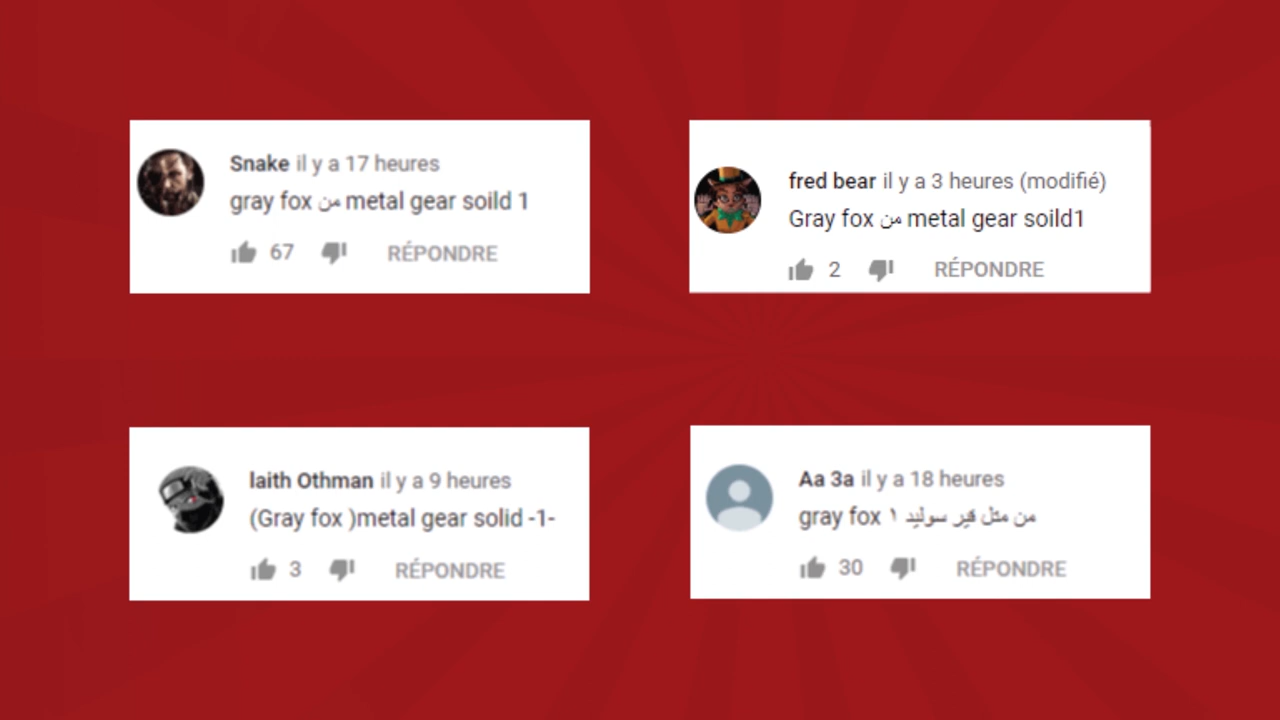 Snake il y a 17 heures
gray fox من metal gear soild 1
67 RÉPONDRE
fred bear il y a 3 heures (modifié)
Gray fox من metal gear soild1
2 RÉPONDRE
laith Othman il y a 9 heures
(Gray fox )metal gear solid -1-
3 RÉPONDRE
Aa 3a il y a 18 heures
gray fox من متل قير سوليد ١
30 RÉPONDRE